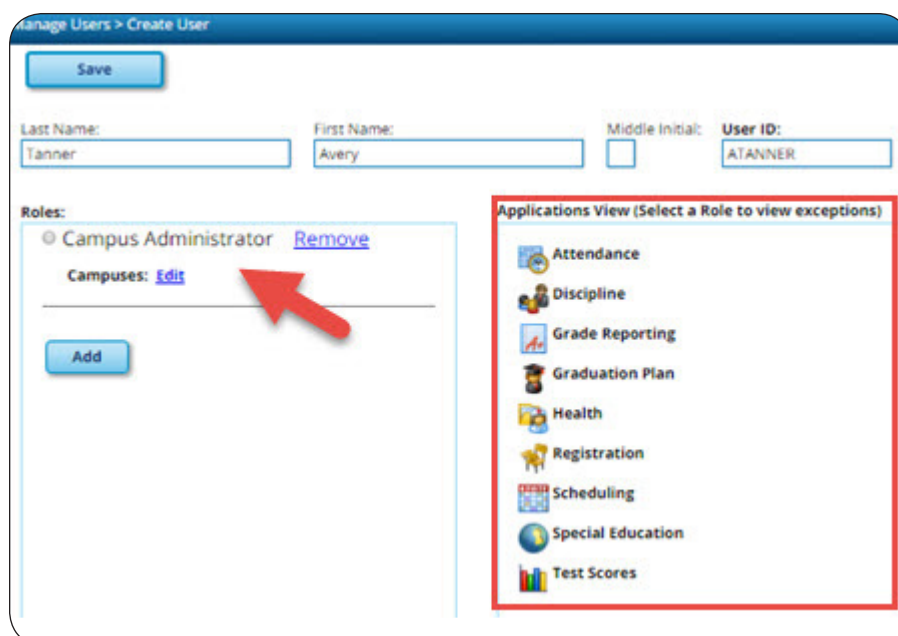 Manage Users > Create User
Save
Last Name: First Name: Middle Initial: User ID:
Tanner Avery ATANNER
Roles:
Campus Administrator Remove
Campuses: Edit
Add
Applications View (Select a Role to view exceptions)
Attendance
Discipline
Grade Reporting
Graduation Plan
Health
Registration
Scheduling
Special Education
Test Scores